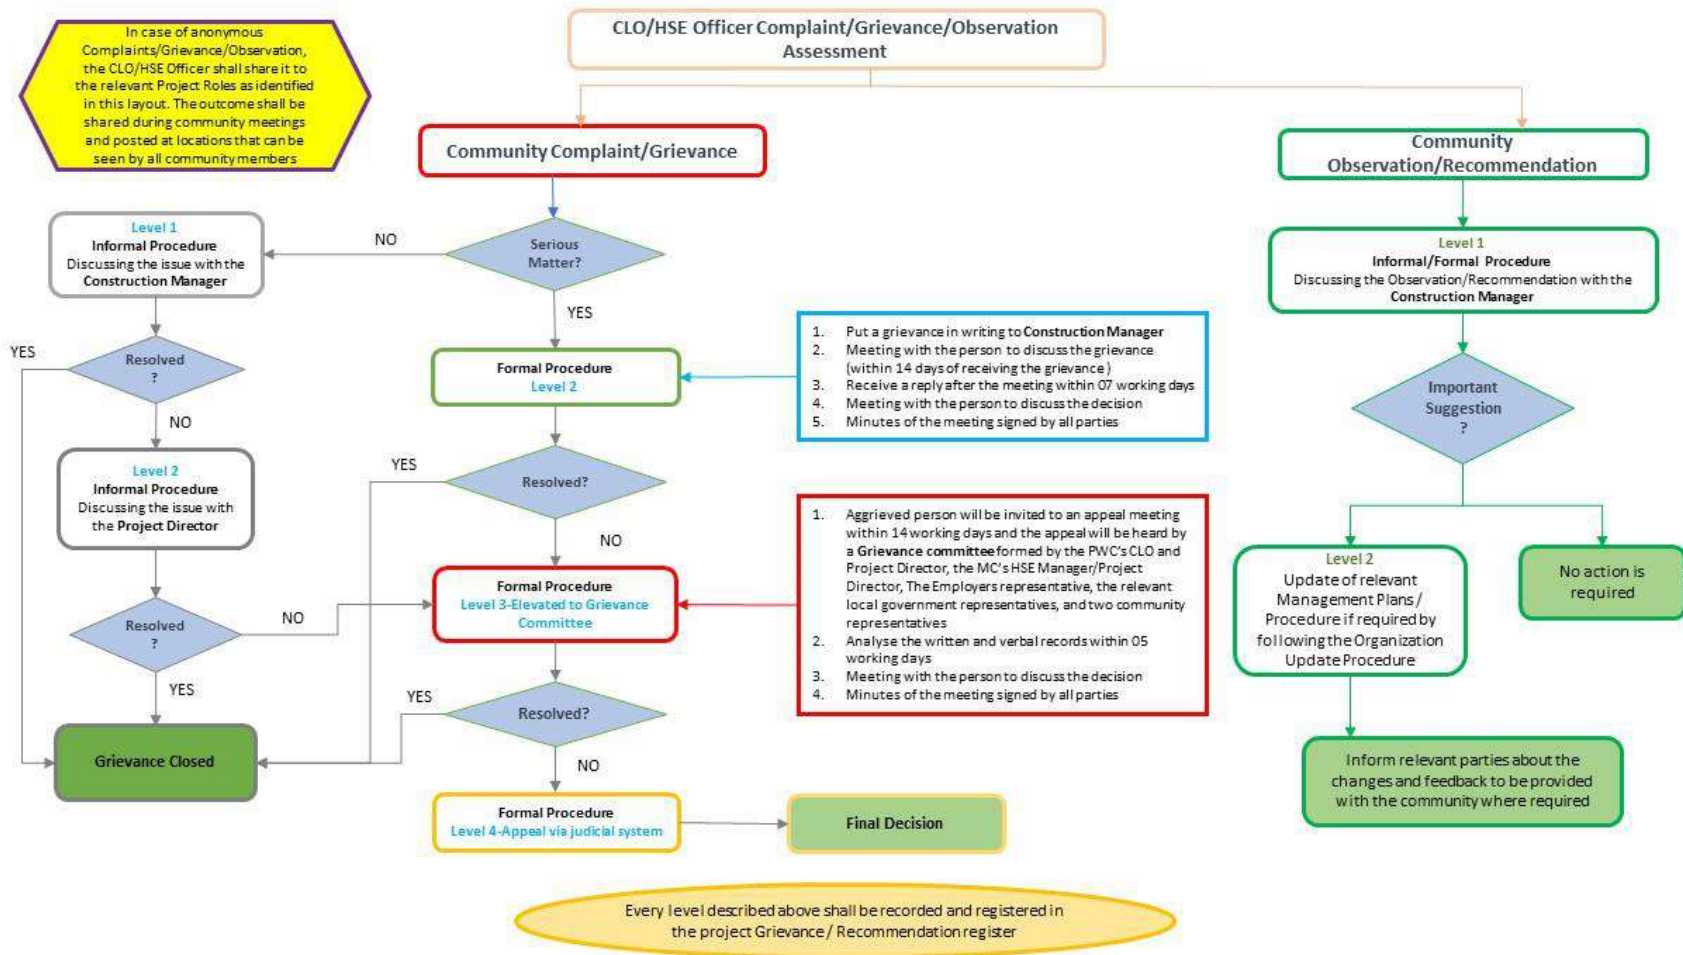 In case of anonymous
Complaints/Grievance/Observation,
the CLO/HSE Officer shall share it to
the relevant Project Roles as identified
in this layout. The outcome shall be
shared during community meetings
and posted at locations that can be
seen by all community members
CLO/HSE Officer Complaint/Grievance/Observation
Assessment
Community Complaint/Grievance
Community
Observation/Recommendation
Level 1
Informal Procedure
Discussing the issue with the
Construction Manager
NO
Serious
Matter?
YES
Level 1
Informal/Formal Procedure
Discussing the Observation/Recommendation with the
Construction Manager
YES
Resolved
?
NO
Formal Procedure
Level 2
1. Put a grievance in writing to Construction Manager
2. Meeting with the person to discuss the grievance
(within 14 days of receiving the grievance)
3. Receive a reply after the meeting within 07 working days
4. Meeting with the person to discuss the decision
5. Minutes of the meeting signed by all parties
Important
Suggestion
?
Level 2
Informal Procedure
Discussing the issue with
the Project Director
YES
Resolved?
NO
1. Aggrieved person will be invited to an appeal meeting
within 14 working days and the appeal will be heard by
a Grievance committee formed by the PWC's CLO and
Project Director, the MC's HSE Manager/Project
Director, The Employers representative, the relevant
local government representatives, and two community
representatives
2. Analyse the written and verbal records within 05
working days
3. Meeting with the person to discuss the decision
4. Minutes of the meeting signed by all parties
Level 2
Update of relevant
Management Plans /
Procedure if required by
following the Organization
Update Procedure
No action is
required
Resolved
?
NO
YES
Formal Procedure
Level 3-Elevated to Grievance
Committee
YES
Resolved?
NO
Grievance Closed
Formal Procedure
Level 4-Appeal via judicial system
Final Decision
Inform relevant parties about the
changes and feedback to be provided
with the community where required
Every level described above shall be recorded and registered in
the project Grievance / Recommendation register